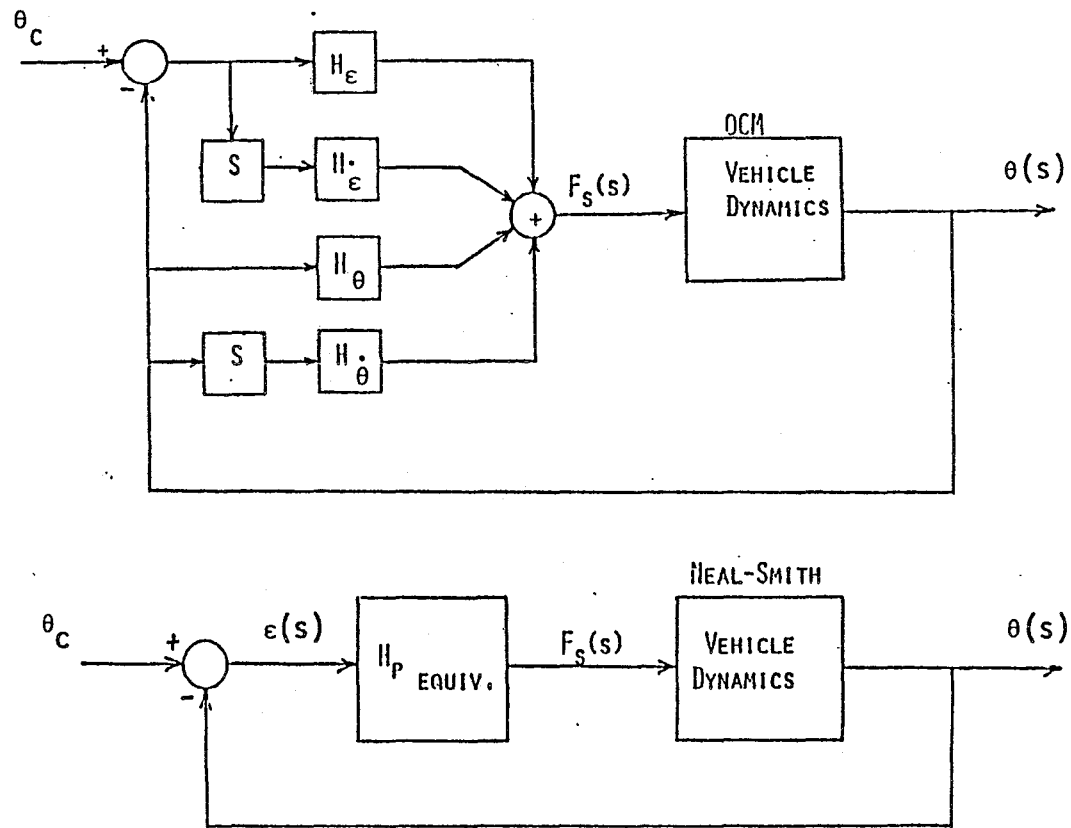 θc
+
-
Hε
S
Hε̇
Hθ
S
Hθ̇
+
Fs(s)
OCM
VEHICLE
DYNAMICS
θ(s)
θc
+
-
ε(s)
Hp EQUIV.
Fs(s)
NEAL-SMITH
VEHICLE
DYNAMICS
θ(s)